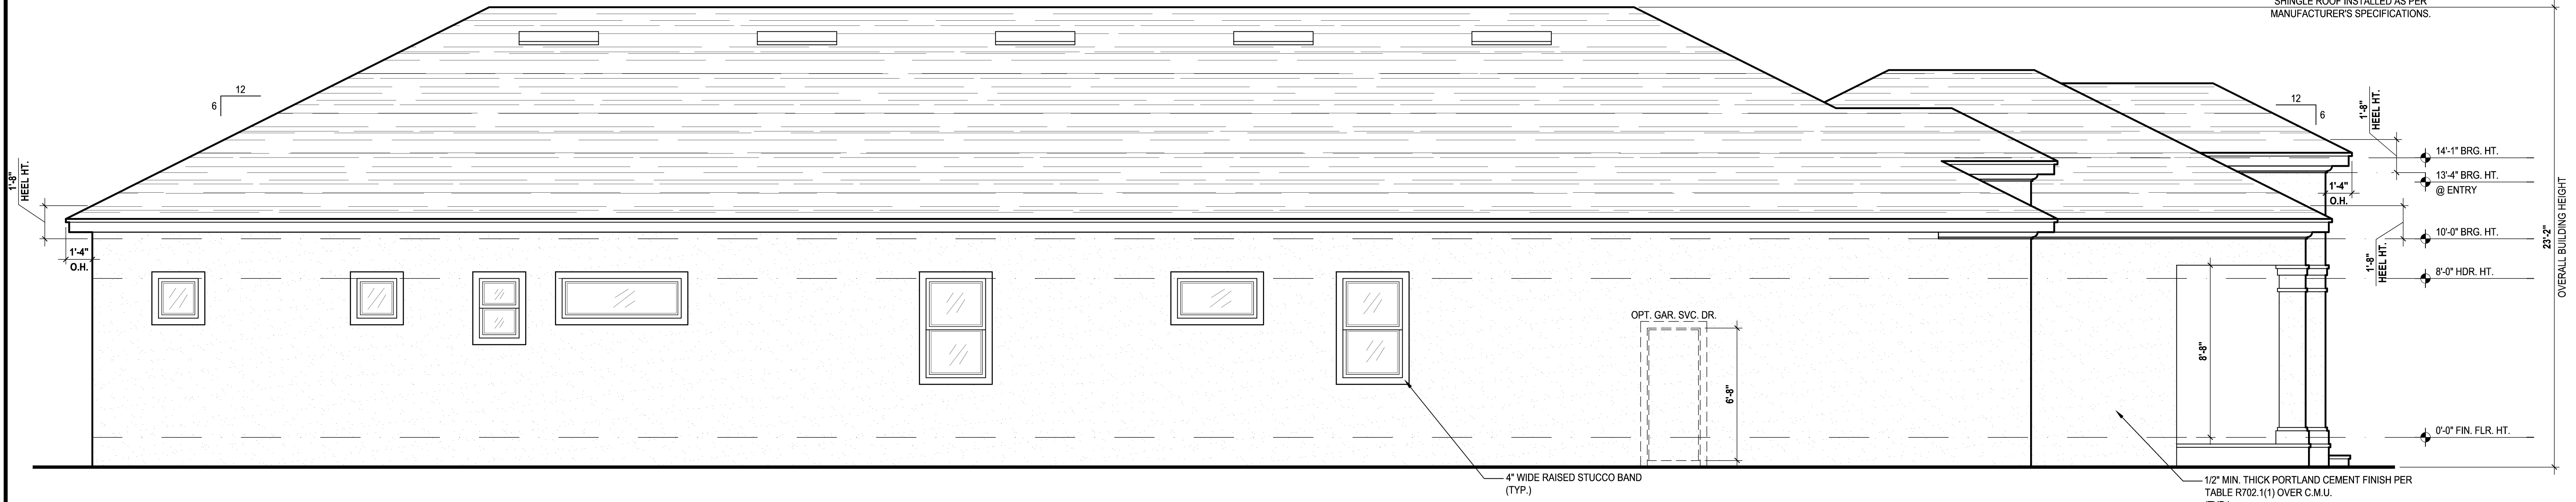 SHINGLE ROOF INSTALLED AS PER
MANUFACTURER'S SPECIFICATIONS.
12
6
12
6
1'-8"
HEEL HT.
1'-8"
HEEL HT.
14'-1" BRG. HT.
13'-4" BRG. HT.
@ ENTRY
1'-4"
O.H.
10'-0" BRG. HT.
1'-8"
HEEL HT.
8'-0" HDR. HT.
23'-2"
OVERALL BUILDING HEIGHT
1'-4"
O.H.
OPT. GAR. SVC. DR.
6'-8"
8'-8"
0'-0" FIN. FLR. HT.
4" WIDE RAISED STUCCO BAND
(TYP.)
1/2" MIN. THICK PORTLAND CEMENT FINISH PER
TABLE R702.1(1) OVER C.M.U.